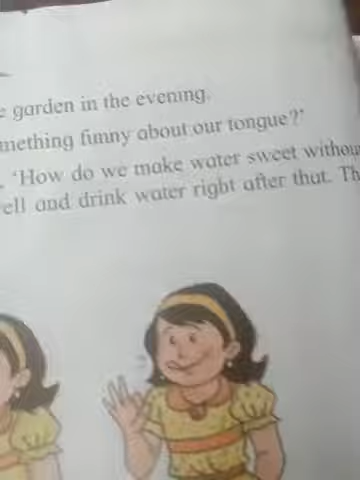 garden in the evening.
mething funny about our tongue?'
'How do we make water sweet withou
ell and drink water right after that. Th